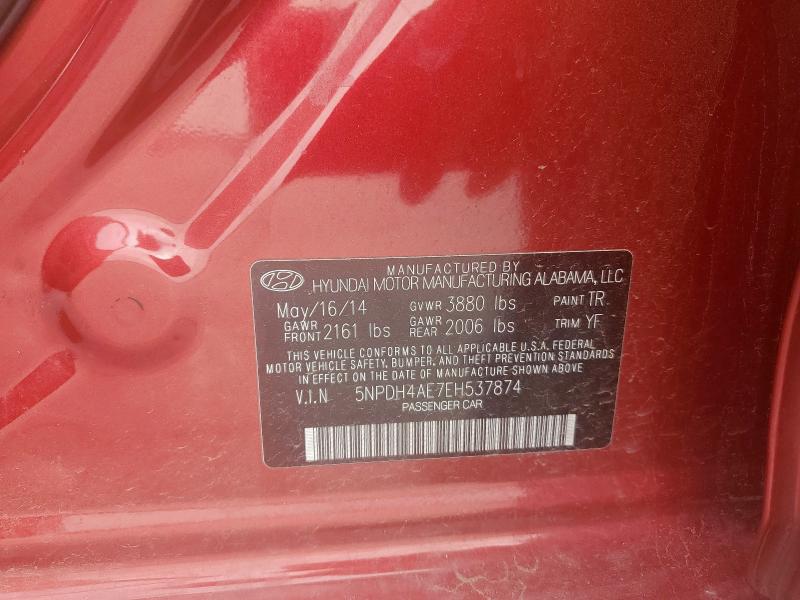 MANUFACTURED BY
HYUNDAI MOTOR MANUFACTURING ALABAMA, LLC
May/16/14 GVWR 3880 lbs PAINT TR
GAWR FRONT 2161 lbs GAWR REAR 2006 lbs TRIM YF
THIS VEHICLE CONFORMS TO ALL APPLICABLE U.S.A. FEDERAL
MOTOR VEHICLE SAFETY, BUMPER, AND THEFT PREVENTION STANDARDS
IN EFFECT ON THE DATE OF MANUFACTURE SHOWN ABOVE
V.I.N 5NPDH4AE7EH537874
PASSENGER CAR